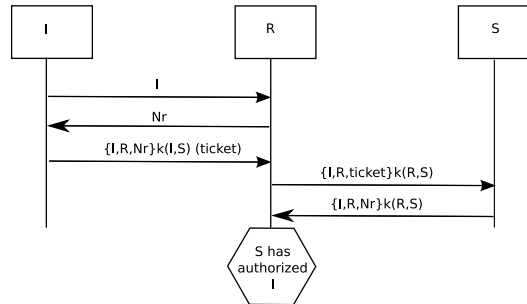 I
R
S
I
Nr
{I,R,Nr}k(I,S) (ticket)
{I,R,ticket}k(R,S)
{I,R,Nr}k(R,S)
S has
authorized
I